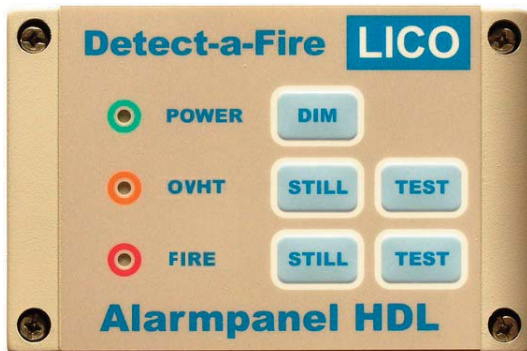 Detect-a-Fire LICO
POWER DIM
OVHT STILL TEST
FIRE STILL TEST
Alarmpanel HDL